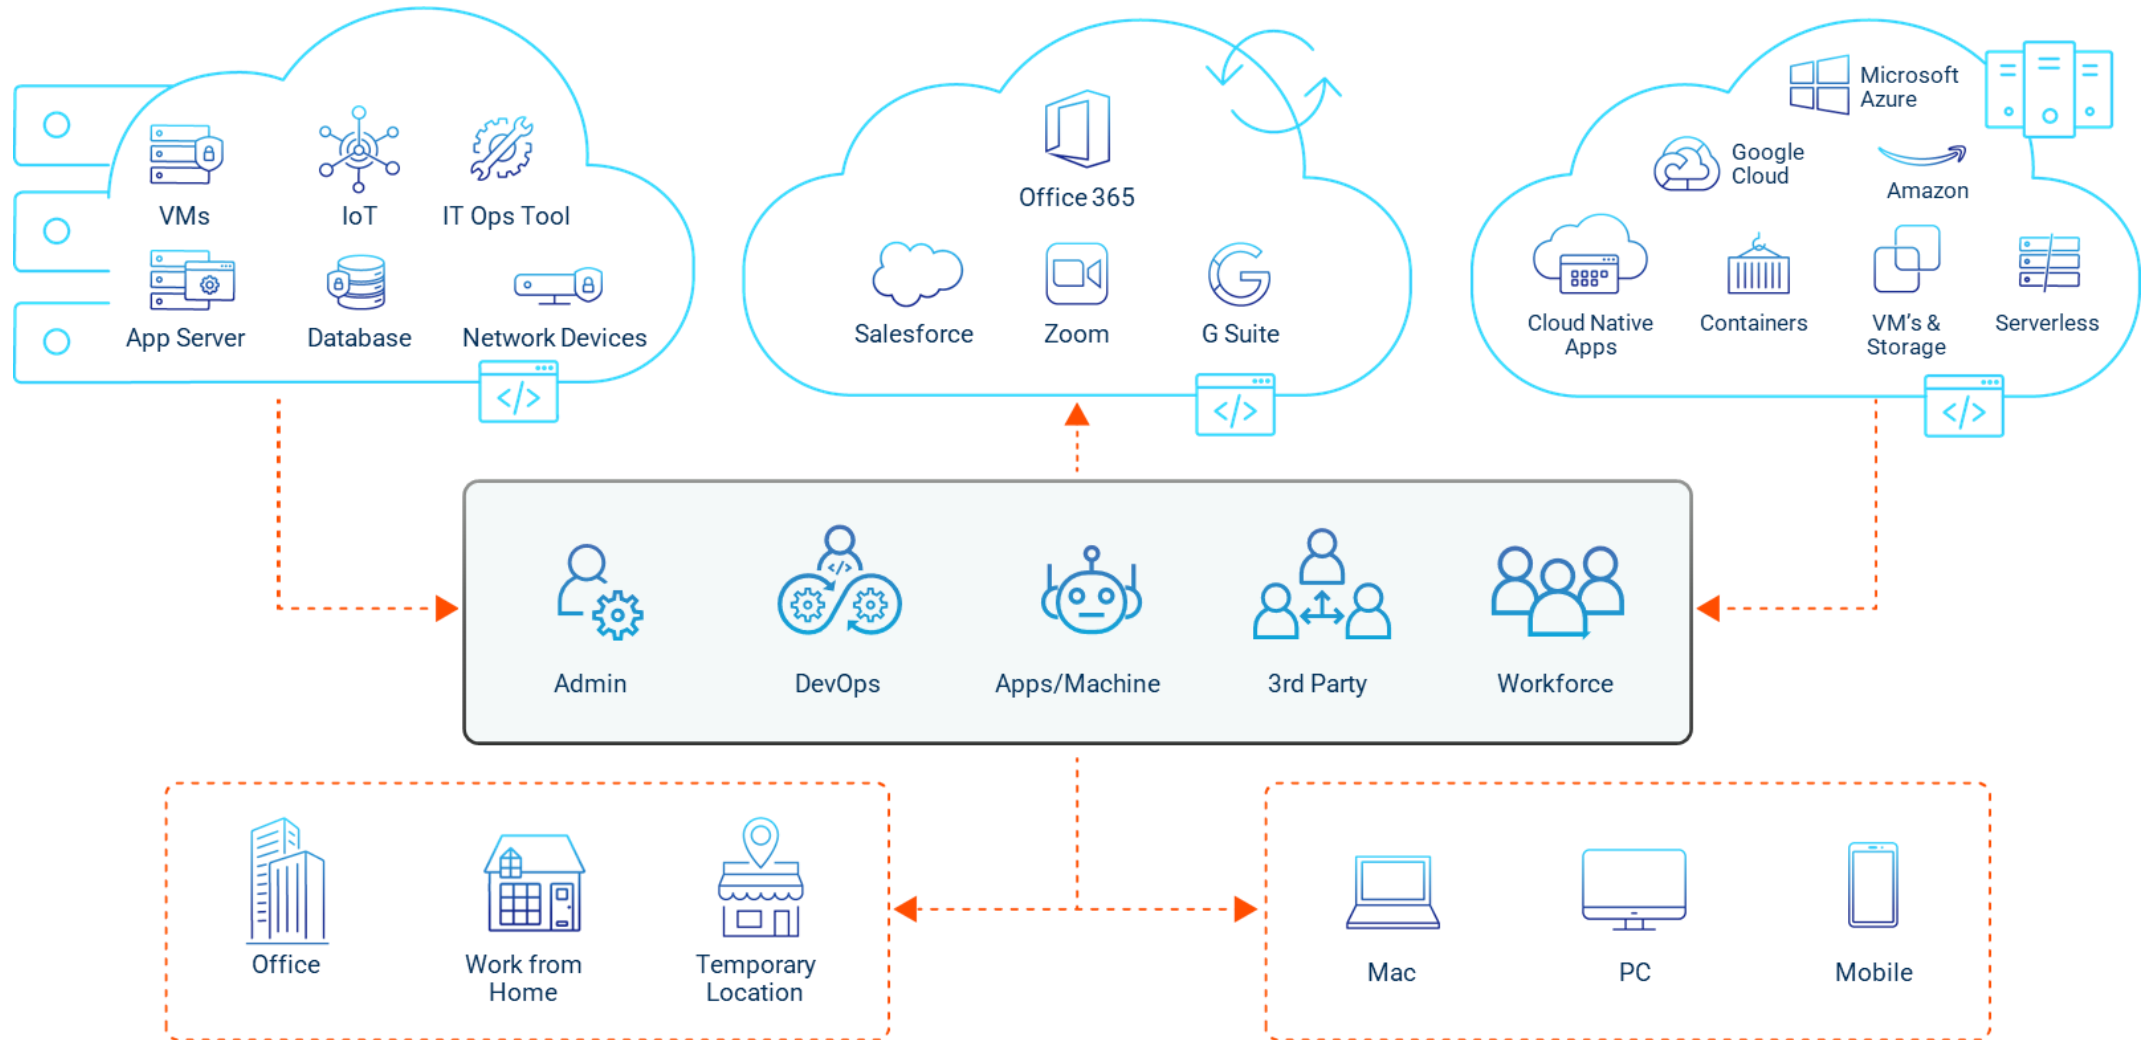 VMs
IoT
IT Ops Tool
App Server
Database
Network Devices
</>
Office 365
Salesforce
Zoom
G Suite
</>
Microsoft
Azure
Google
Cloud
Amazon
Cloud Native
Apps
Containers
VM's &
Storage
Serverless
</>
</>
Admin
DevOps
Apps/Machine
3rd Party
Workforce
Office
Work from
Home
Temporary
Location
Mac
PC
Mobile